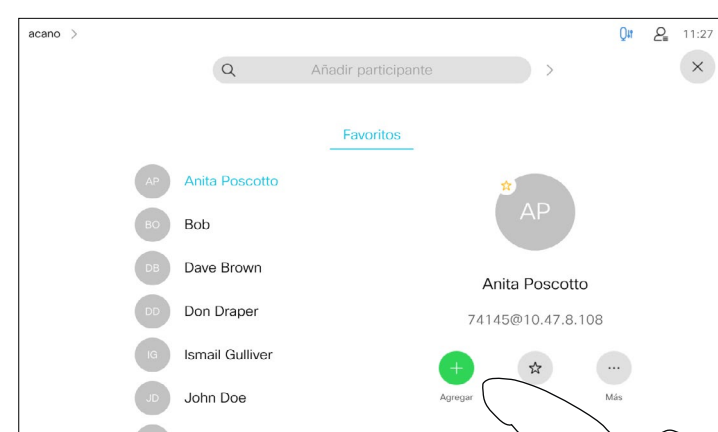 acano > 11:27
Añadir participante >
Favoritos
AP Anita Poscotto
BO Bob
DB Dave Brown
DD Don Draper
IG Ismail Gulliver
JD John Doe
AP
Anita Poscotto
74145@10.47.8.108
Agregar Más